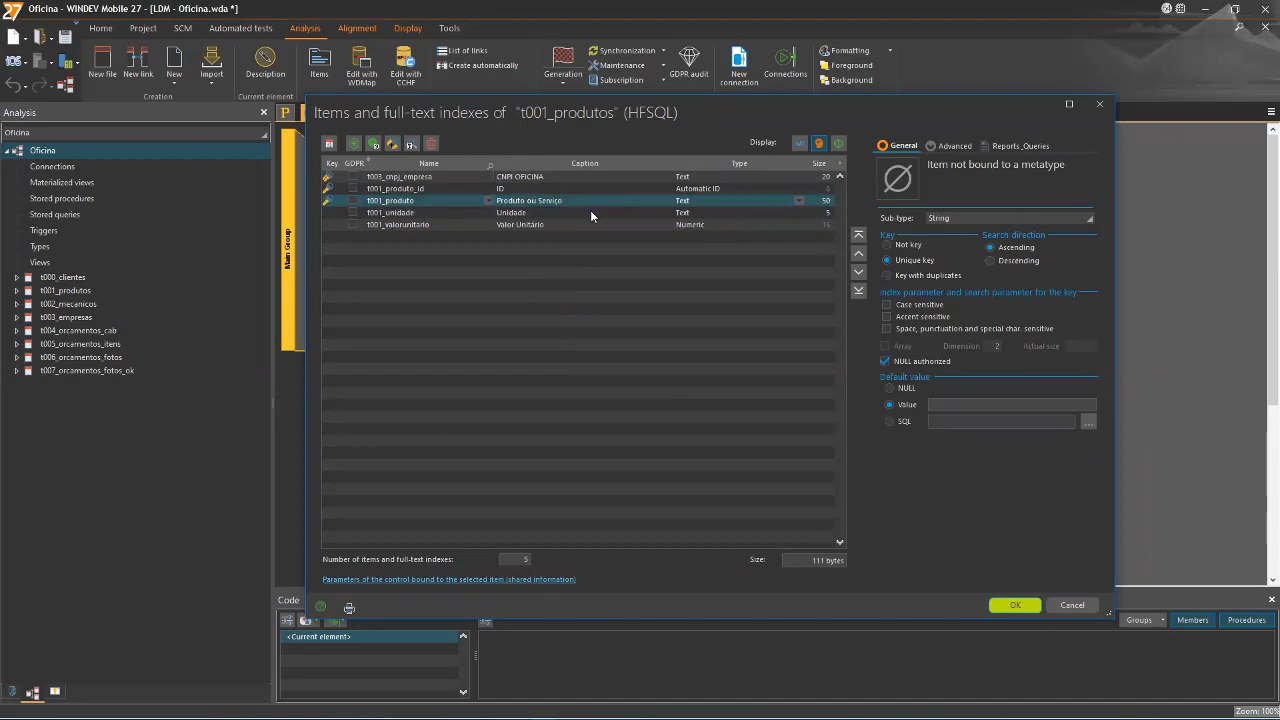 27 Oficina - WINDEV Mobile 27 - [LDM - Oficina.wda *]
Home Project SCM Automated tests Analysis Alignment Display Tools
New file New link New Import Description Items Edit with WDMap Edit with CCHF List of links Create automatically Generation Synchronization Maintenance Subscription GDPR audit New connection Connections Formatting Foreground Background
Creation Current element
Analysis
Oficina
Oficina
Connections
Materialized views
Stored procedures
Stored queries
Triggers
Types
Views
t000_clientes
t001_produtos
t002_mecanicos
t003_empresas
t004_orcamentos_cab
t005_orcamentos_itens
t006_orcamentos_fotos
t007_orcamentos_fotos_ok
P
Main Group
Items and full-text indexes of "t001_produtos" (HFSQL)
Display:
Key GDPR Name Caption Type Size
t003_cnpj_empresa CNPJ OFICINA Text 20
t001_produto_id ID Automatic ID 8
t001_produto Produto ou Serviço Text 50
t001_unidade Unidade Text 5
t001_valorunitario Valor Unitário Numeric 16
Number of items and full-text indexes: 5 Size: 111 bytes
Parameters of the control bound to the selected item (shared information)
General Advanced Reports ,Queries
Item not bound to a metatype
Sub-type: String
Key Search direction
Not key Ascending
Unique key Descending
Key with duplicates
Index parameter and search parameter for the key
Case sensitive
Accent sensitive
Space, punctuation and special char. sensitive
Array Dimension 2 Actual size
NULL authorized
Default value
NULL
Value
SQL ...
OK Cancel
Code
<Current element>
Groups Members Procedures
Zoom: 100%